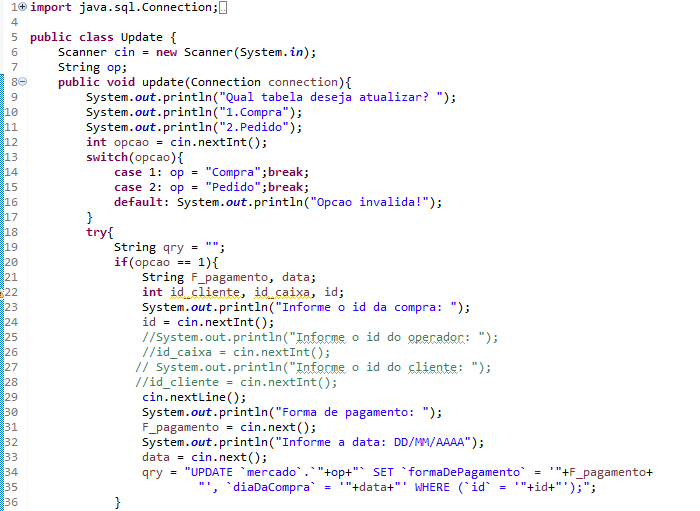 1 import java.sql.Connection;
4
5 public class Update {
6 Scanner cin = new Scanner(System.in);
7 String op;
8 public void update(Connection connection){
9 System.out.println("Qual tabela deseja atualizar? ");
10 System.out.println("1.Compra");
11 System.out.println("2.Pedido");
12 int opcao = cin.nextInt();
13 switch(opcao){
14 case 1: op = "Compra";break;
15 case 2: op = "Pedido";break;
16 default: System.out.println("Opcao invalida!");
17 }
18 try{
19 String qry = "";
20 if(opcao == 1){
21 String F_pagamento, data;
22 int id_cliente, id_caixa, id;
23 System.out.println("Informe o id da compra: ");
24 id = cin.nextInt();
25 //System.out.println("Informe o id do operador: ");
26 //id_caixa = cin.nextInt();
27 // System.out.println("Informe o id do cliente: ");
28 //id_cliente = cin.nextInt();
29 cin.nextLine();
30 System.out.println("Forma de pagamento: ");
31 F_pagamento = cin.next();
32 System.out.println("Informe a data: DD/MM/AAAA");
33 data = cin.next();
34 qry = "UPDATE `mercado`.`"+op+"` SET `formaDePagamento` = '"+F_pagamento+
35 "', `diaDaCompra` = '"+data+"' WHERE (`id` = '"+id+"');";
36 }